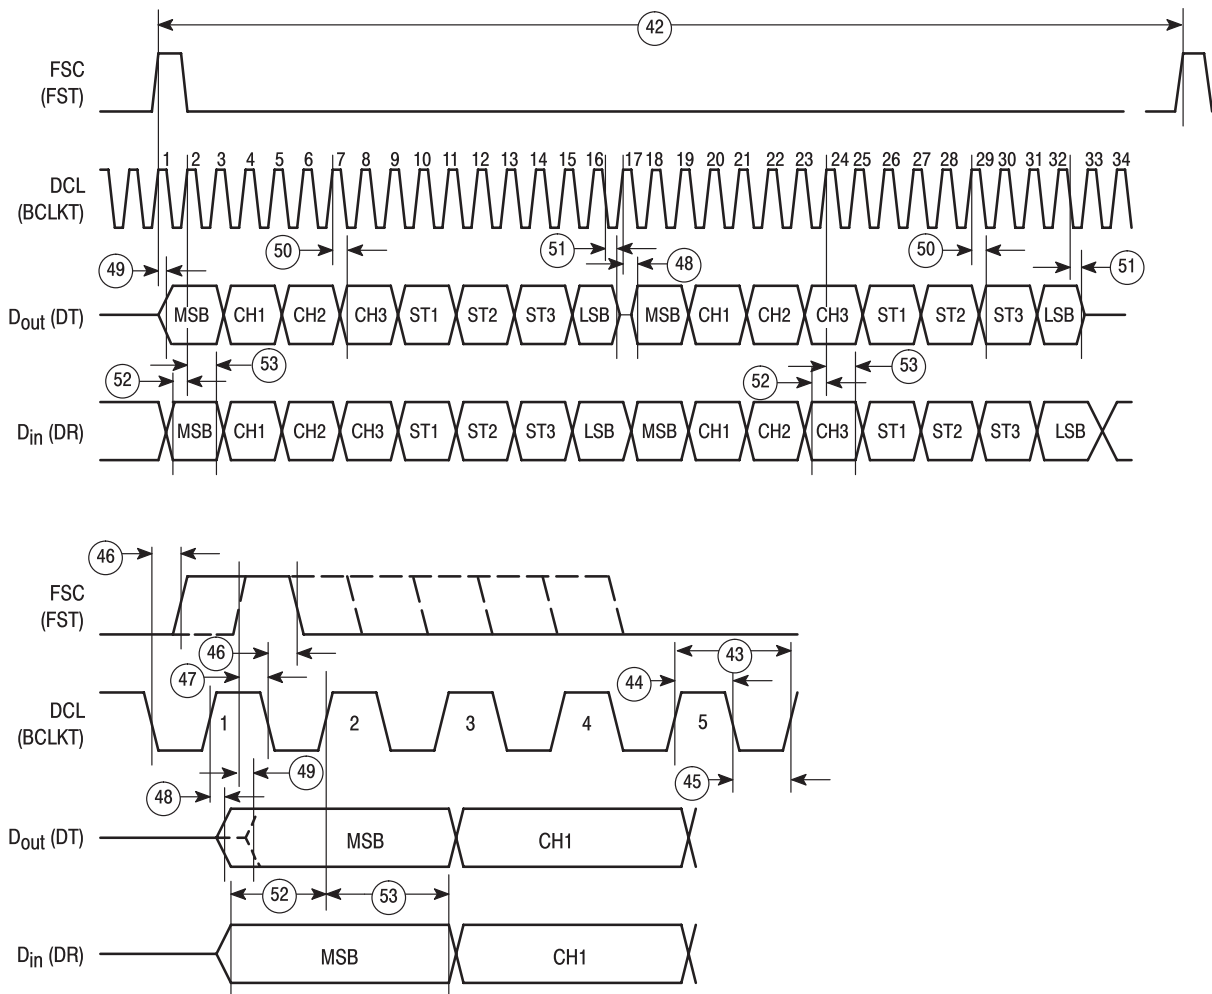 42
FSC
(FST)
1 2 3 4 5 6 7 8 9 10 11 12 13 14 15 16 17 18 19 20 21 22 23 24 25 26 27 28 29 30 31 32 33 34
DCL
(BCLKT)
50 51 50
49 48 51
Dout (DT) MSB CH1 CH2 CH3 ST1 ST2 ST3 LSB MSB CH1 CH2 CH3 ST1 ST2 ST3 LSB
53 53
52 52
Din (DR) MSB CH1 CH2 CH3 ST1 ST2 ST3 LSB MSB CH1 CH2 CH3 ST1 ST2 ST3 LSB
46
FSC
(FST)
46 43
47 44
DCL
(BCLKT)
1 2 3 4 5
49
48 45
Dout (DT) MSB CH1
52 53
Din (DR) MSB CH1